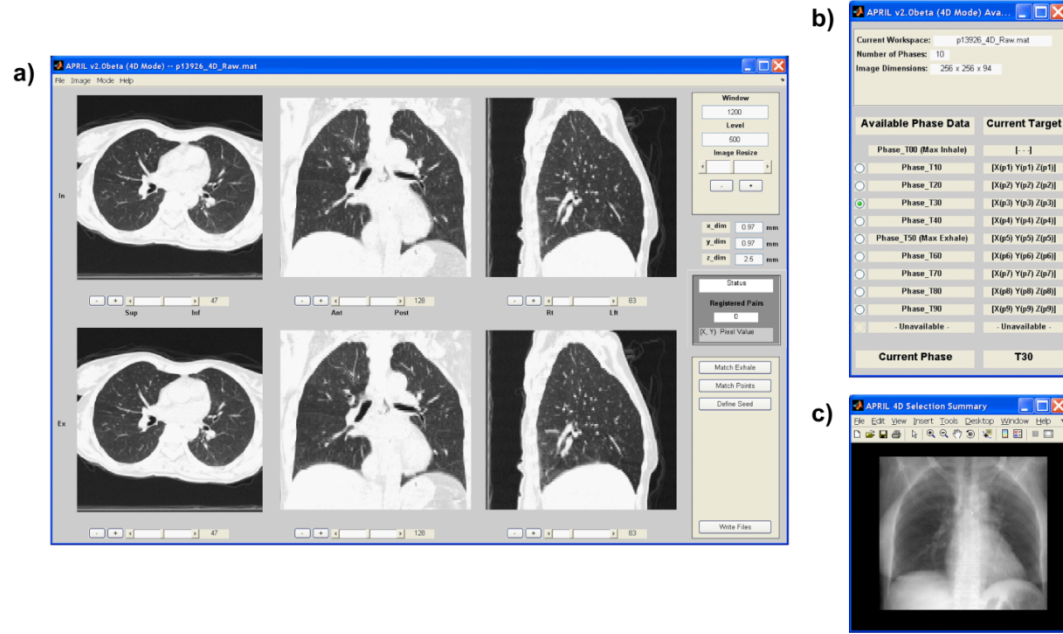 a)
APRIL v2.0beta (4D Mode) -- p13926_4D_Raw.mat
File Image Mode Help
In
Window
1200
Level
500
Image Resize
- +
x_dim 0.97 mm
y_dim 0.97 mm
z_dim 2.5 mm
- + 47
Sup Inf
- + 128
Ant Post
- + 83
Rt Lft
Status
Registered Pairs
0
(X, Y) Pixel Value
Ex
Match Exhale
Match Points
Define Seed
Write Files
- + 47
- + 128
- + 83
b)
APRIL v2.0beta (4D Mode) Ava...
Current Workspace: p13926_4D_Raw.mat
Number of Phases: 10
Image Dimensions: 256 x 256 x 94
Available Phase Data Current Target
Phase_T00 (Max Inhale) [- - -]
Phase_T10 [X(p1) Y(p1) Z(p1)]
Phase_T20 [X(p2) Y(p2) Z(p2)]
Phase_T30 [X(p3) Y(p3) Z(p3)]
Phase_T40 [X(p4) Y(p4) Z(p4)]
Phase_T50 (Max Exhale) [X(p5) Y(p5) Z(p5)]
Phase_T60 [X(p6) Y(p6) Z(p6)]
Phase_T70 [X(p7) Y(p7) Z(p7)]
Phase_T80 [X(p8) Y(p8) Z(p8)]
Phase_T90 [X(p9) Y(p9) Z(p9)]
- Unavailable - - Unavailable -
Current Phase T30
c)
APRIL 4D Selection Summary
File Edit View Insert Tools Desktop Window Help